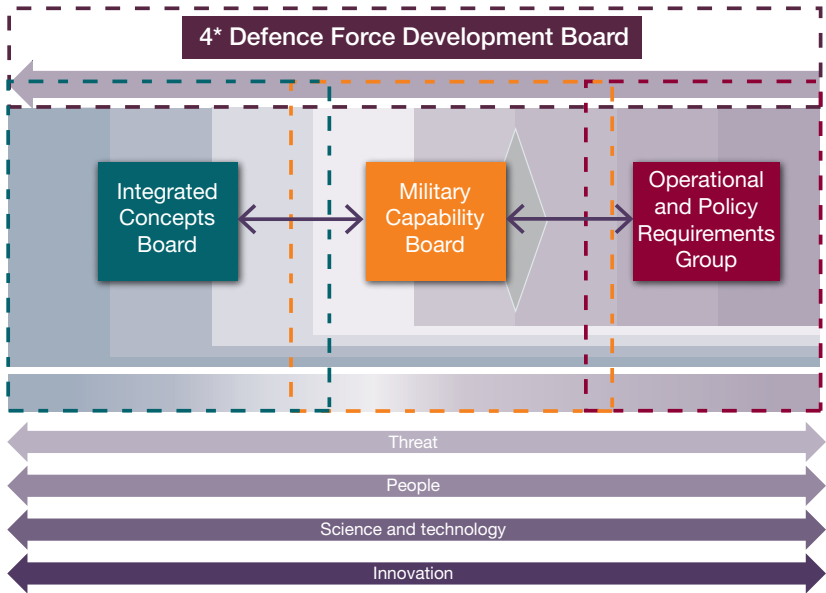 4* Defence Force Development Board
Integrated
Concepts
Board
Military
Capability
Board
Operational
and Policy
Requirements
Group
Threat
People
Science and technology
Innovation